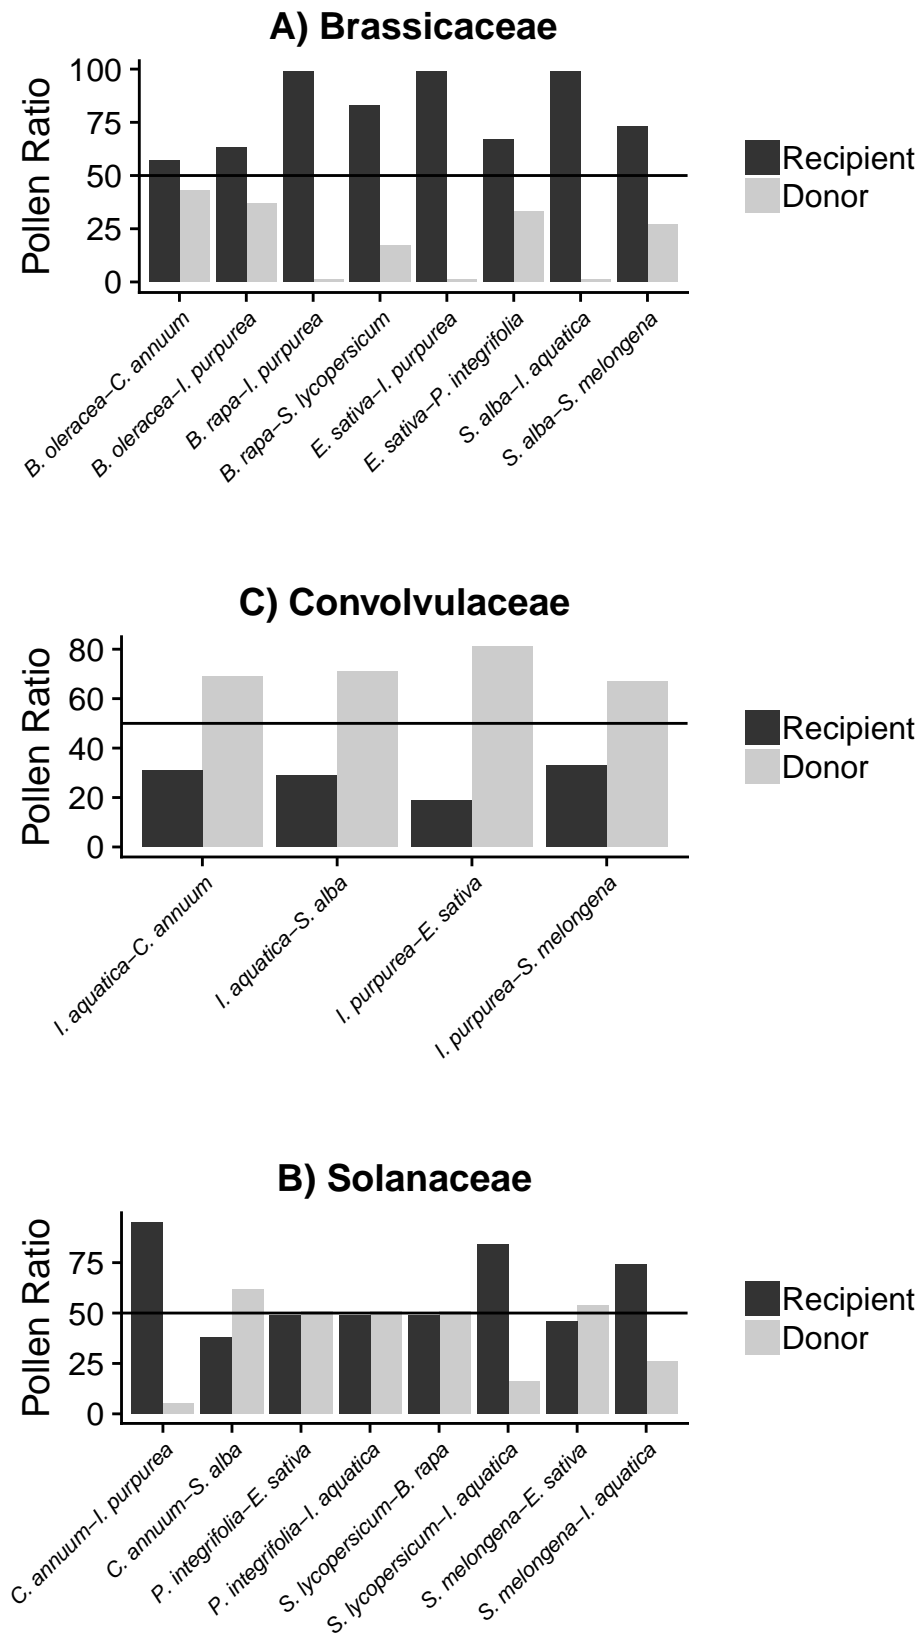 A) Brassicaceae
Pollen Ratio
100
75
50
25
0
Recipient
Donor
B. oleracea−C. annuum
B. oleracea−I. purpurea
B. rapa−I. purpurea
B. rapa−S. lycopersicum
E. sativa−I. purpurea
E. sativa−P. integrifolia
S. alba−I. aquatica
S. alba−S. melongena
C) Convolvulaceae
Pollen Ratio
80
60
40
20
0
Recipient
Donor
I. aquatica−C. annuum
I. aquatica−S. alba
I. purpurea−E. sativa
I. purpurea−S. melongena
B) Solanaceae
Pollen Ratio
75
50
25
0
Recipient
Donor
C. annuum−I. purpurea
C. annuum−S. alba
P. integrifolia−E. sativa
P. integrifolia−I. aquatica
S. lycopersicum−B. rapa
S. lycopersicum−I. aquatica
S. melongena−E. sativa
S. melongena−I. aquatica